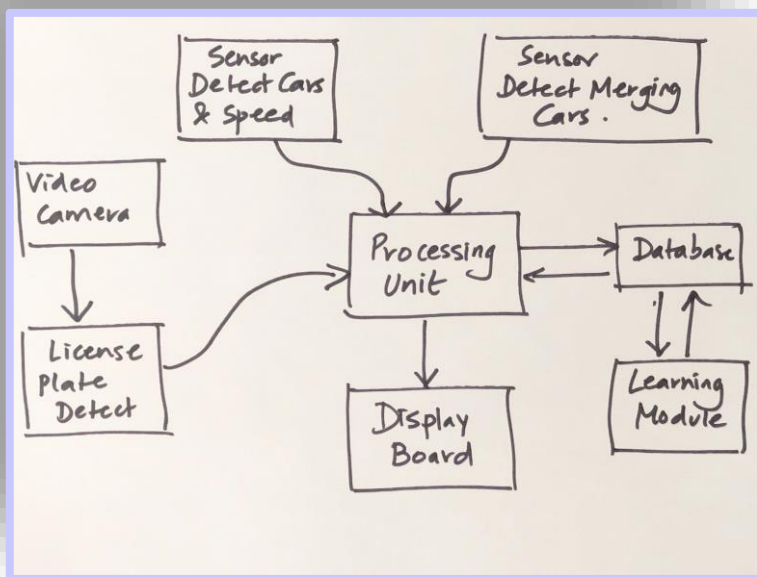 Sensor
Detect Cars
& Speed
Sensor
Detect Merging
Cars.
Video
Camera
Processing
Unit
Database
License
Plate
Detect
Display
Board
Learning
Module